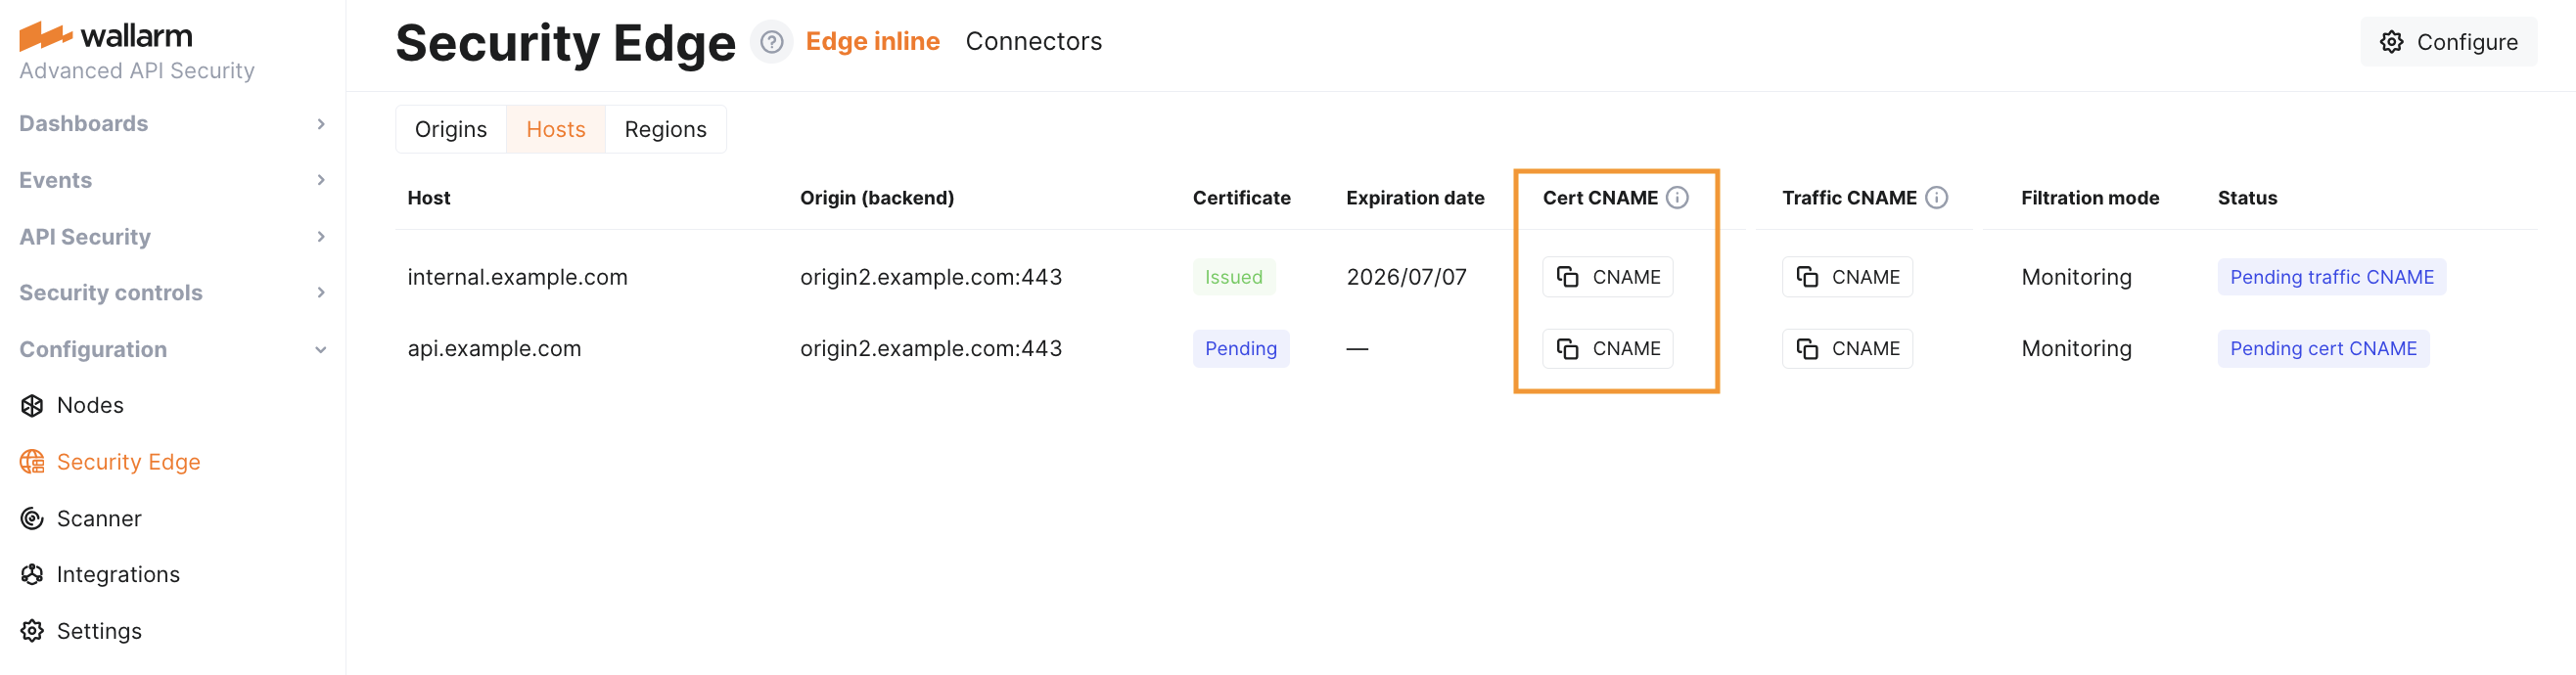 wallarm
Advanced API Security
Dashboards
Events
API Security
Security controls
Configuration
Nodes
Security Edge
Scanner
Integrations
Settings
Security Edge ? Edge inline Connectors Configure
Origins Hosts Regions
Host Origin (backend) Certificate Expiration date Cert CNAME Traffic CNAME Filtration mode Status
internal.example.com origin2.example.com:443 Issued 2026/07/07 CNAME CNAME Monitoring Pending traffic CNAME
api.example.com origin2.example.com:443 Pending — CNAME CNAME Monitoring Pending cert CNAME